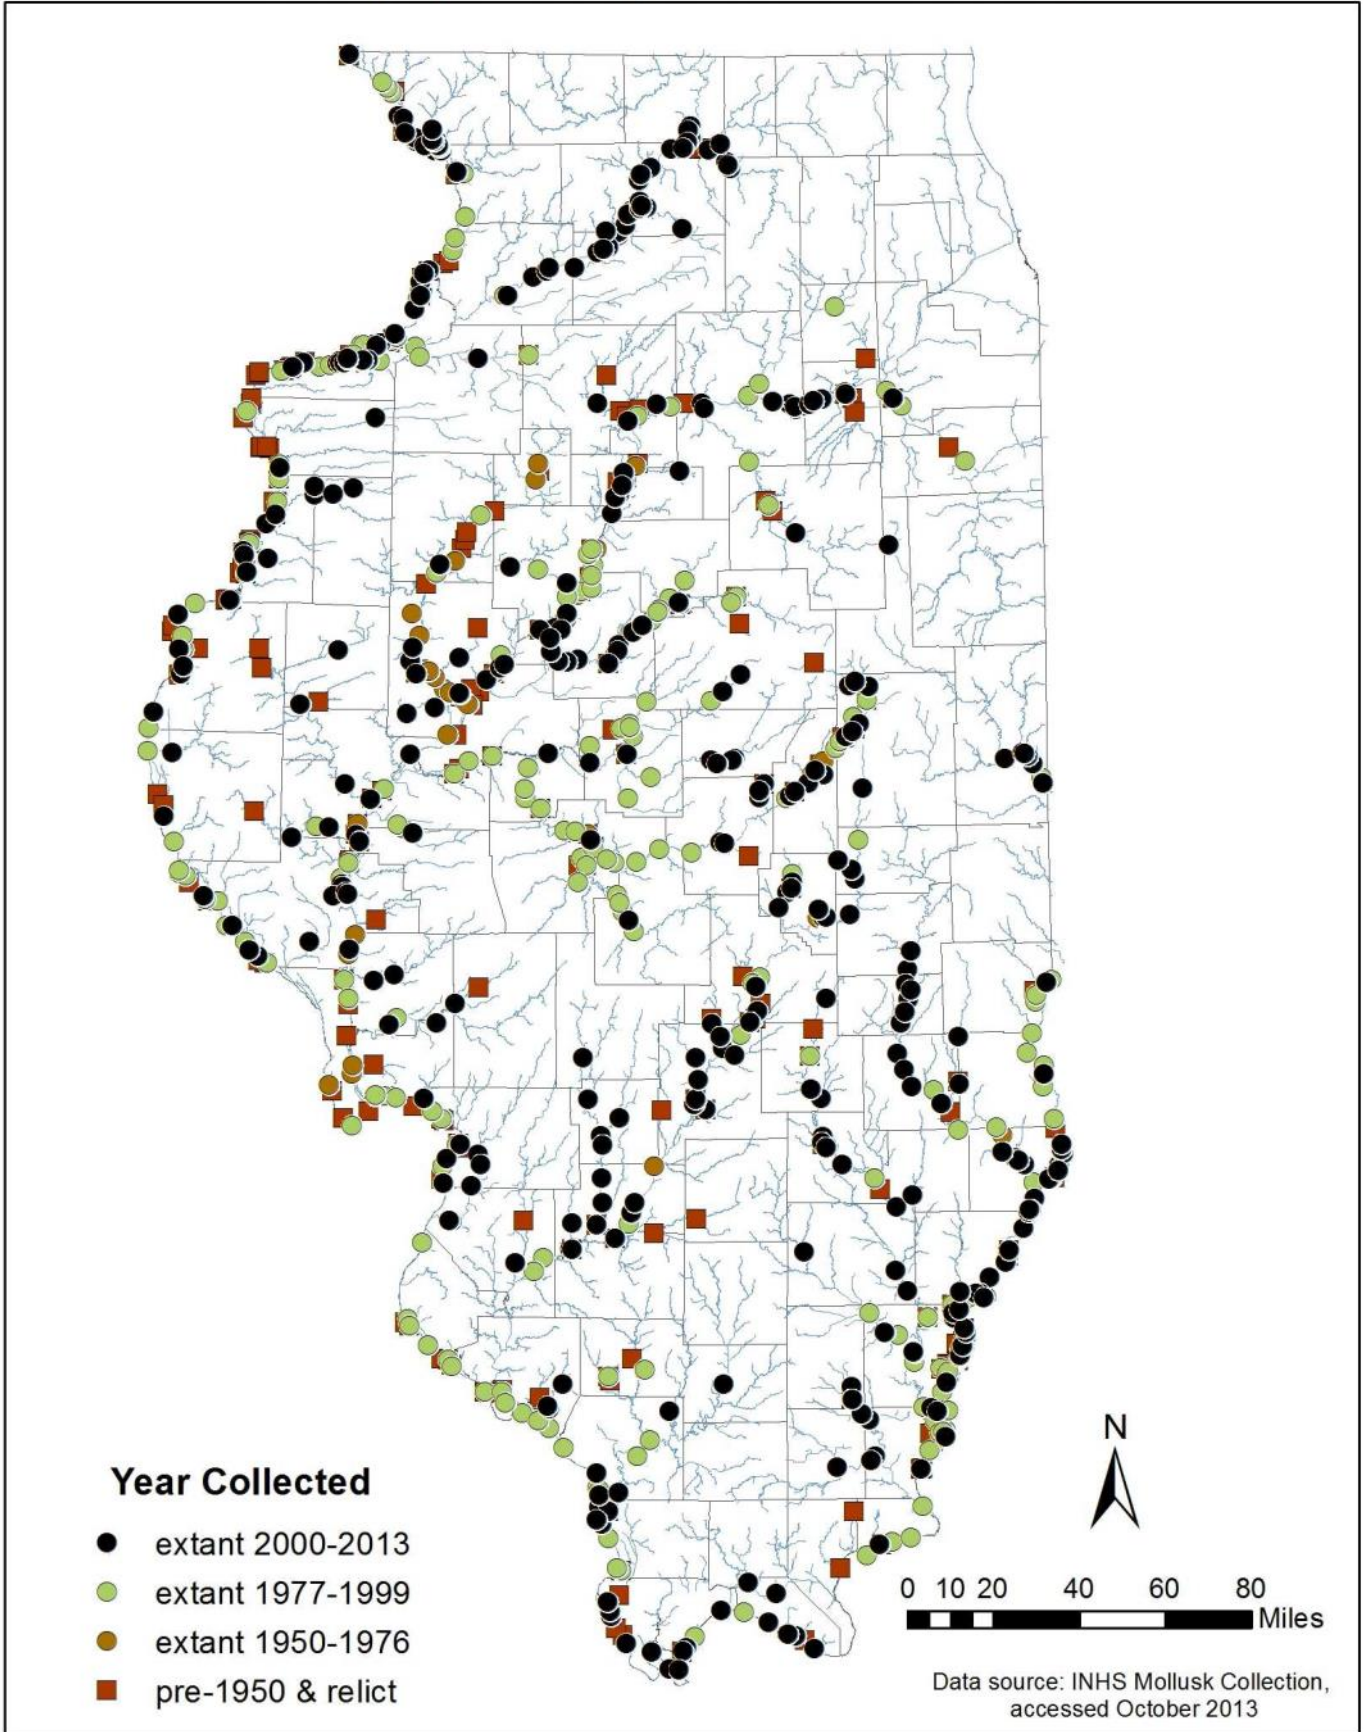 N
Year Collected
extant 2000-2013
extant 1977-1999
extant 1950-1976
pre-1950 & relict
0 10 20 40 60 80
Miles
Data source: INHS Mollusk Collection,
accessed October 2013